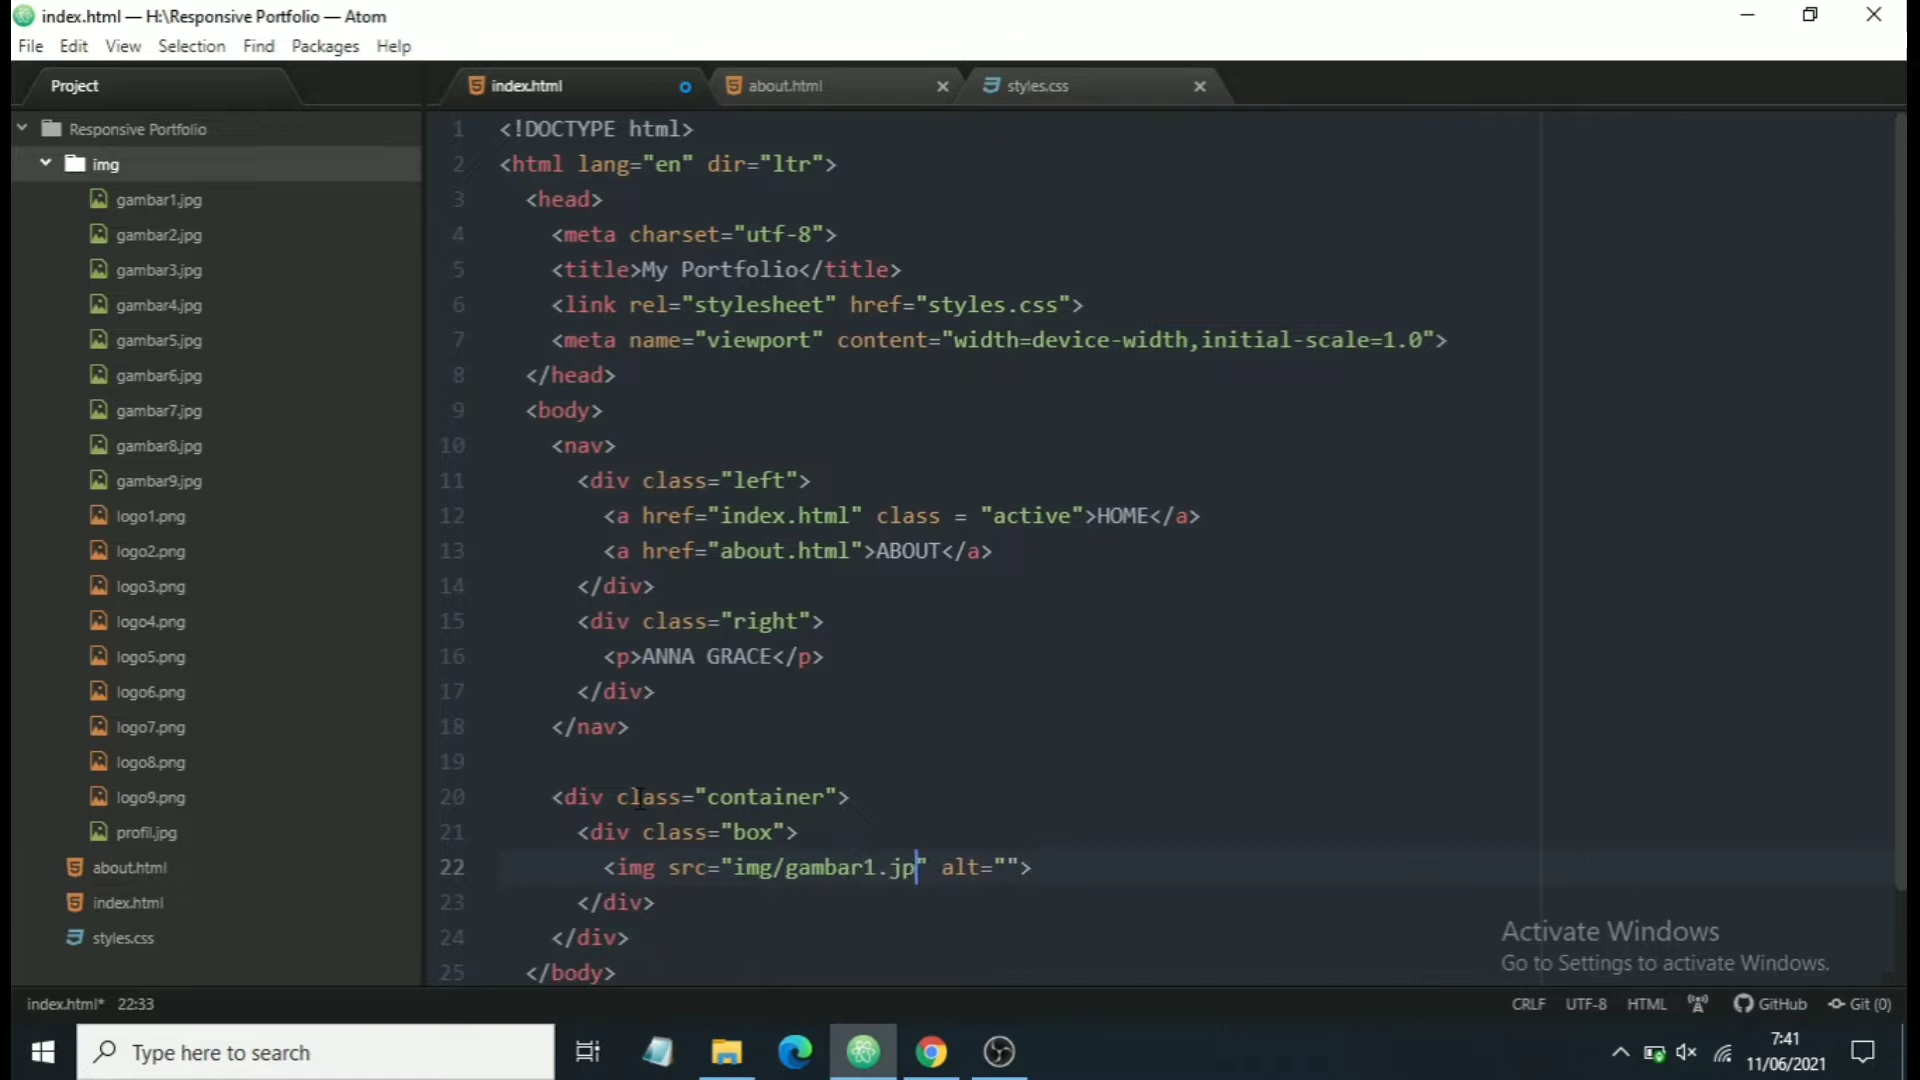 index.html — H:\Responsive Portfolio — Atom
File Edit View Selection Find Packages Help
Project
index.html
about.html
styles.css
Responsive Portfolio
img
gambar1.jpg
gambar2.jpg
gambar3.jpg
gambar4.jpg
gambar5.jpg
gambar6.jpg
gambar7.jpg
gambar8.jpg
gambar9.jpg
logo1.png
logo2.png
logo3.png
logo4.png
logo5.png
logo6.png
logo7.png
logo8.png
logo9.png
profil.jpg
about.html
index.html
styles.css
1 <!DOCTYPE html>
2 <html lang="en" dir="ltr">
3 <head>
4 <meta charset="utf-8">
5 <title>My Portfolio</title>
6 <link rel="stylesheet" href="styles.css">
7 <meta name="viewport" content="width=device-width,initial-scale=1.0">
8 </head>
9 <body>
10 <nav>
11 <div class="left">
12 <a href="index.html" class = "active">HOME</a>
13 <a href="about.html">ABOUT</a>
14 </div>
15 <div class="right">
16 <p>ANNA GRACE</p>
17 </div>
18 </nav>
19
20 <div class="container">
21 <div class="box">
22 <img src="img/gambar1.jp" alt="">
23 </div>
24 </div>
25 </body>
Activate Windows
Go to Settings to activate Windows.
index.html* 22:33
CRLF UTF-8 HTML GitHub Git (0)
Type here to search
7:41
11/06/2021